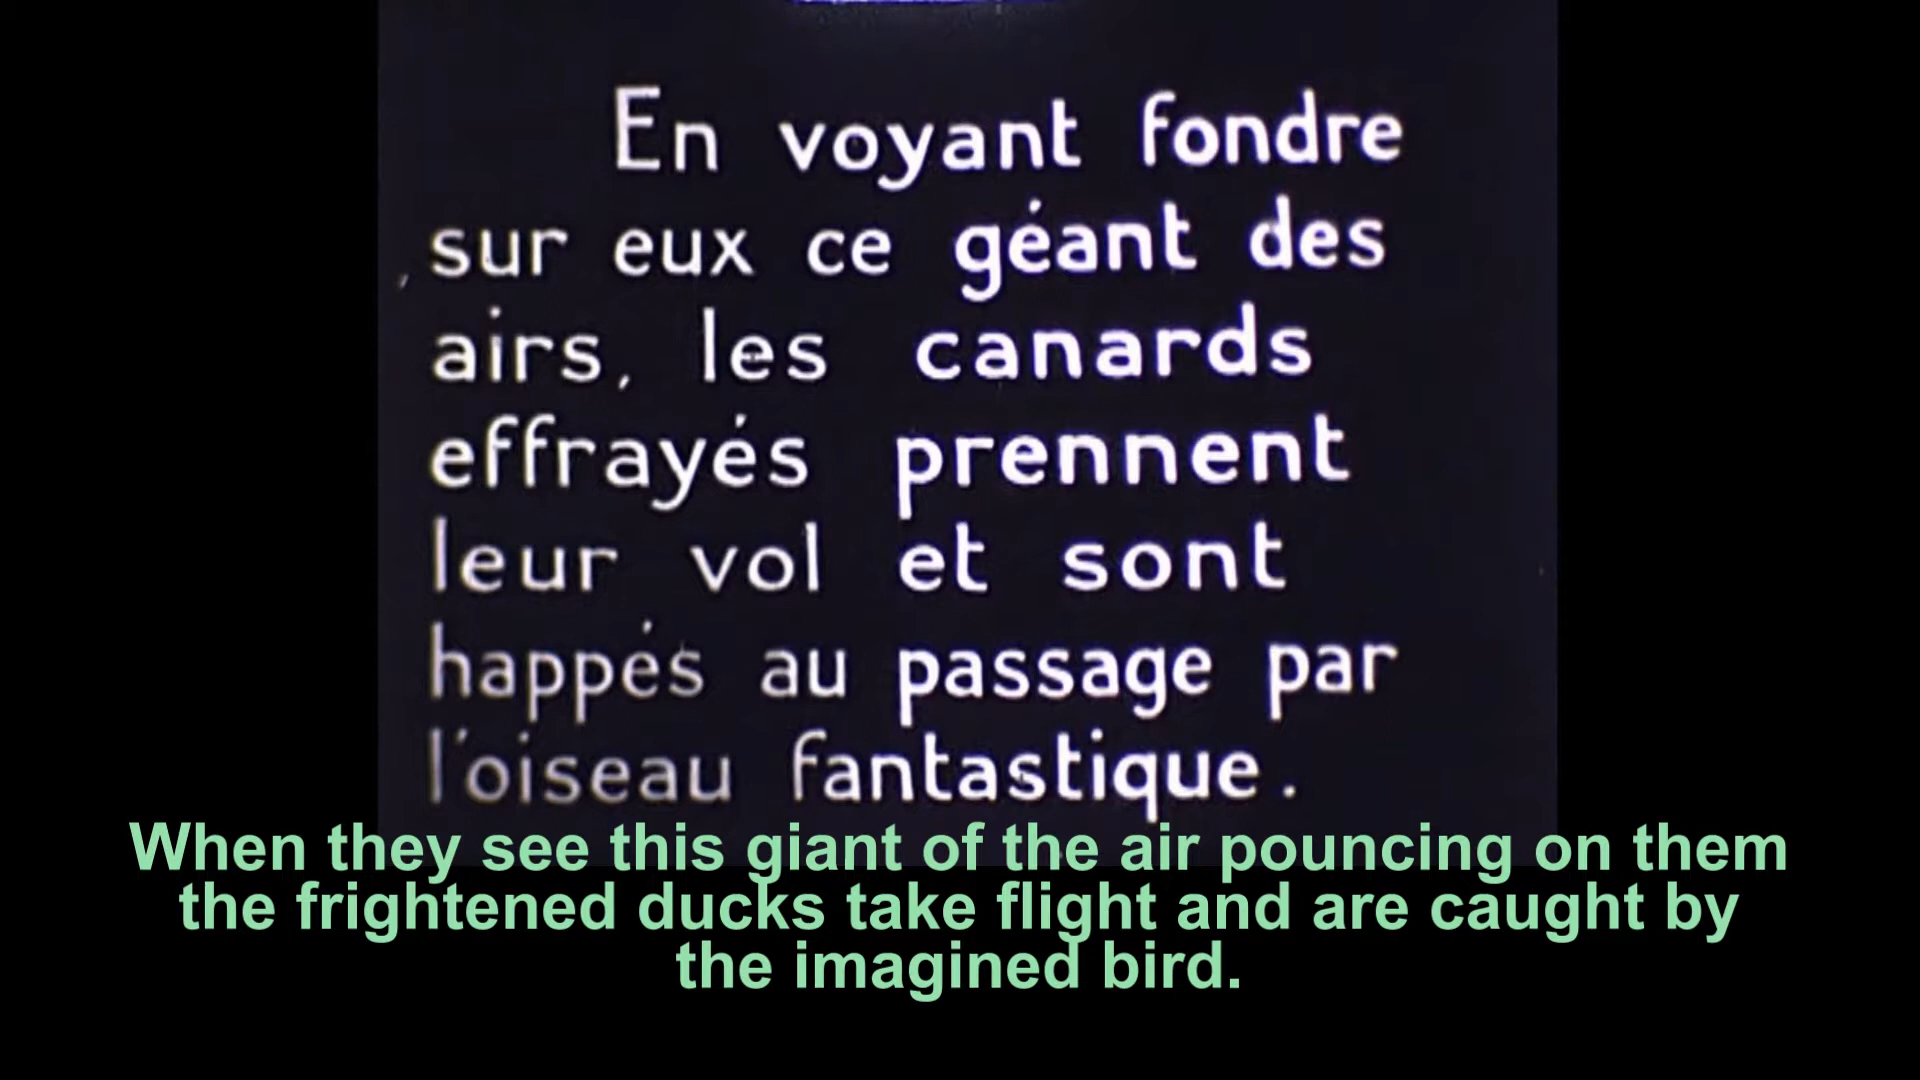 En voyant fondre
sur eux ce géant des
airs, les canards
effrayés prennent
leur vol et sont
happés au passage par
l'oiseau fantastique.
When they see this giant of the air pouncing on them
the frightened ducks take flight and are caught by
the imagined bird.